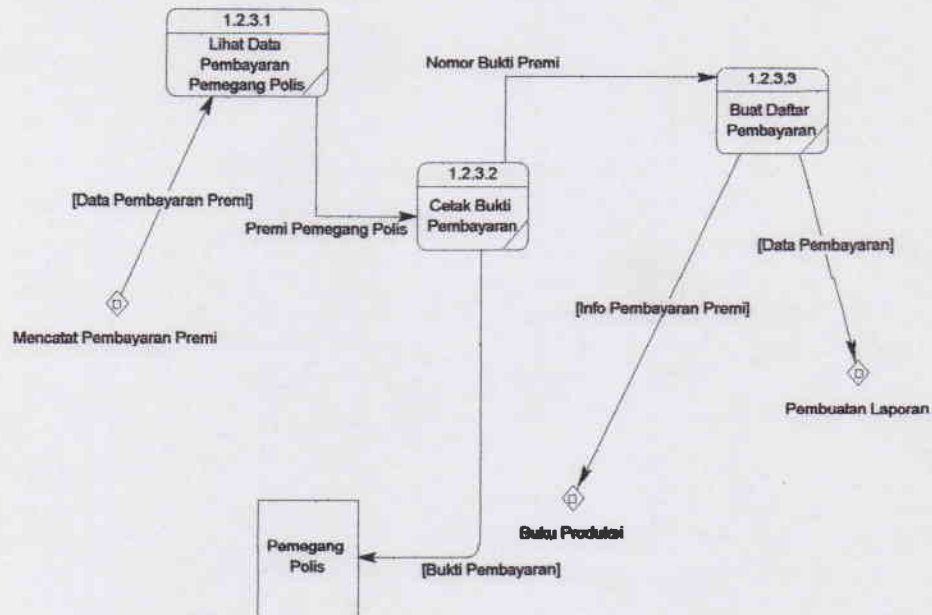 1.2.3.1
Lihat Data
Pembayaran
Pemegang Polis
Nomor Bukti Premi
1.2.3.3
Buat Daftar
Pembayaran
1.2.3.2
Cetak Bukti
Pembayaran
[Data Pembayaran Premi]
Premi Pemegang Polis
[Data Pembayaran]
[Info Pembayaran Premi]
Mencatat Pembayaran Premi
Pembuatan Laporan
Buku Produksi
Pemegang
Polis
[Bukti Pembayaran]